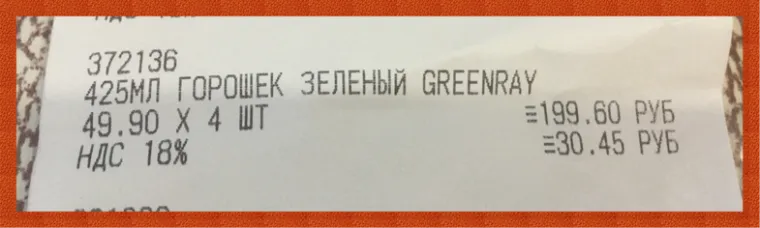 372136
425МЛ ГОРОШЕК ЗЕЛЕНЫЙ GREENRAY
49.90 X 4 ШТ ≡199.60 РУБ
НДС 18% ≡30.45 РУБ